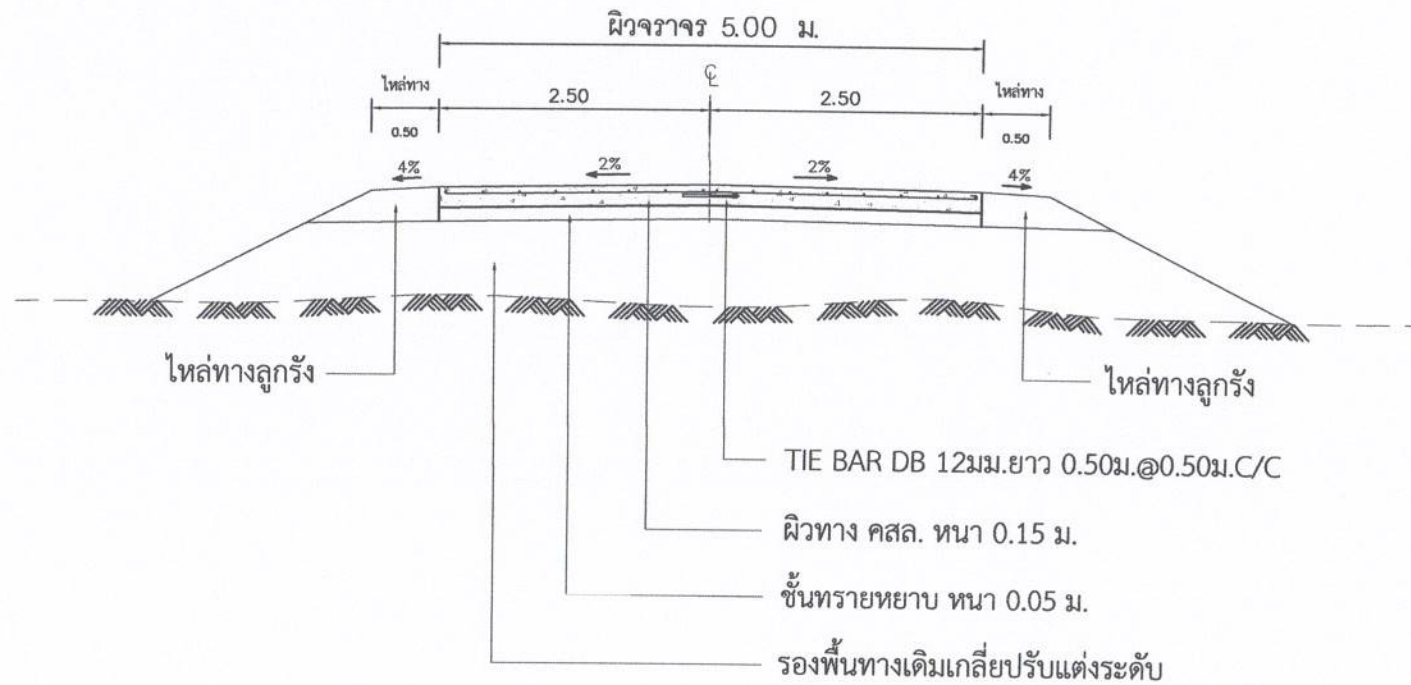 ผิวจราจร 5.00 ม.
ไหล่ทาง
℄
ไหล่ทาง
2.50
2.50
0.50
0.50
4%
2%
2%
4%
ไหล่ทางลูกรัง
ไหล่ทางลูกรัง
TIE BAR DB 12มม.ยาว 0.50ม.@0.50ม.C/C
ผิวทาง คสล. หนา 0.15 ม.
ชั้นทรายหยาบ หนา 0.05 ม.
รองพื้นทางเดิมเกลี่ยปรับแต่งระดับ